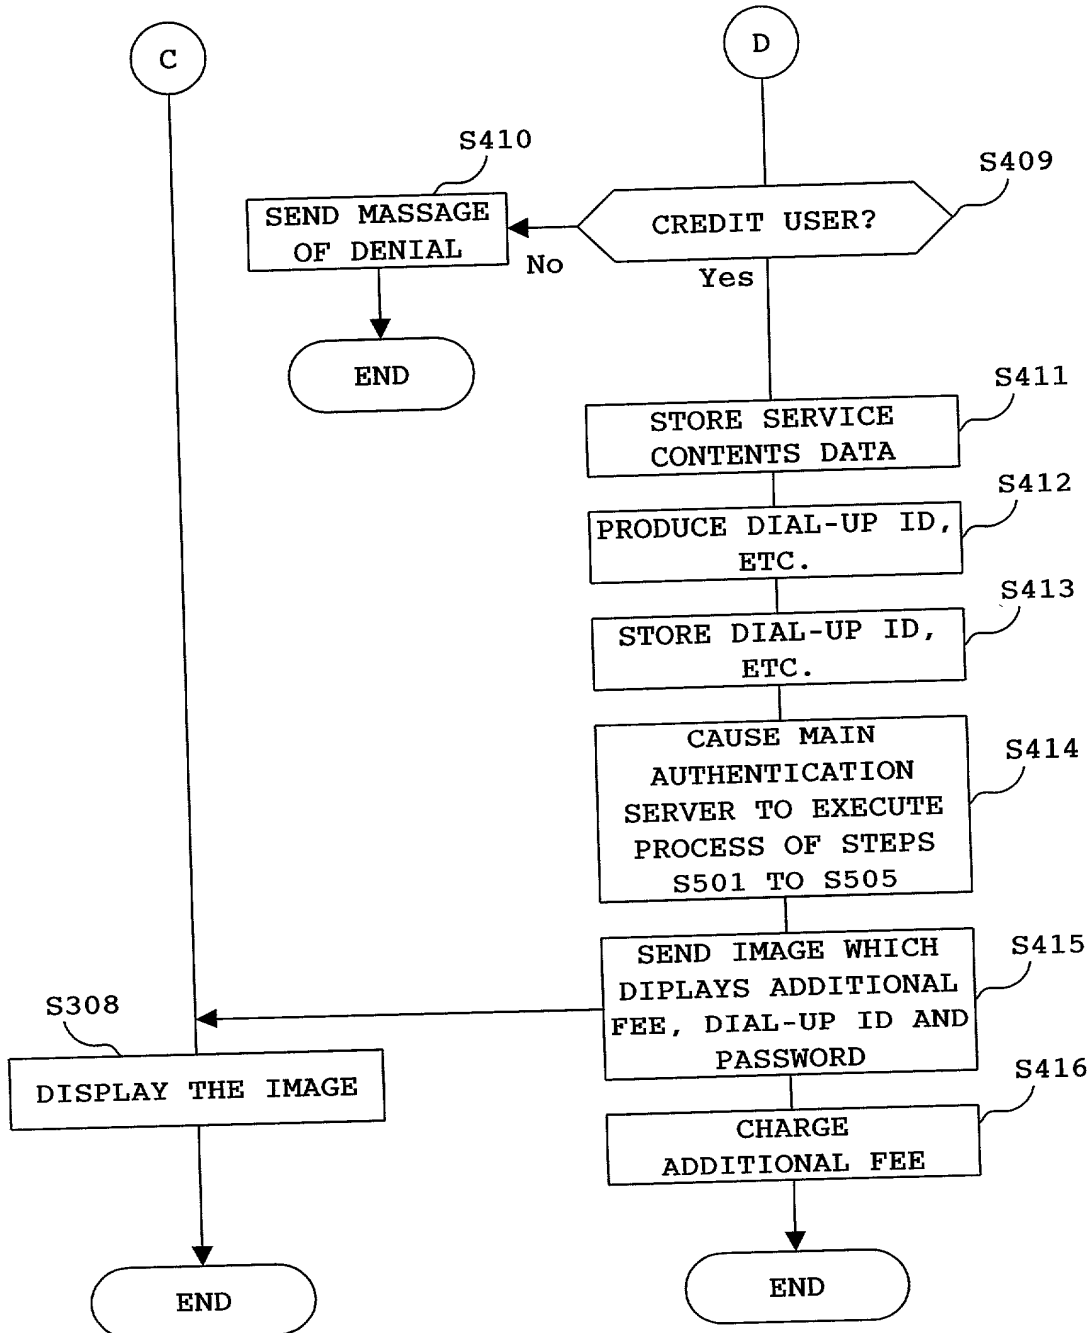 C
D
S410
S409
SEND MASSAGE
OF DENIAL
CREDIT USER?
No
Yes
END
S411
STORE SERVICE
CONTENTS DATA
S412
PRODUCE DIAL-UP ID,
ETC.
S413
STORE DIAL-UP ID,
ETC.
S414
CAUSE MAIN
AUTHENTICATION
SERVER TO EXECUTE
PROCESS OF STEPS
S501 TO S505
S415
SEND IMAGE WHICH
DIPLAYS ADDITIONAL
FEE, DIAL-UP ID AND
PASSWORD
S308
DISPLAY THE IMAGE
S416
CHARGE
ADDITIONAL FEE
END
END